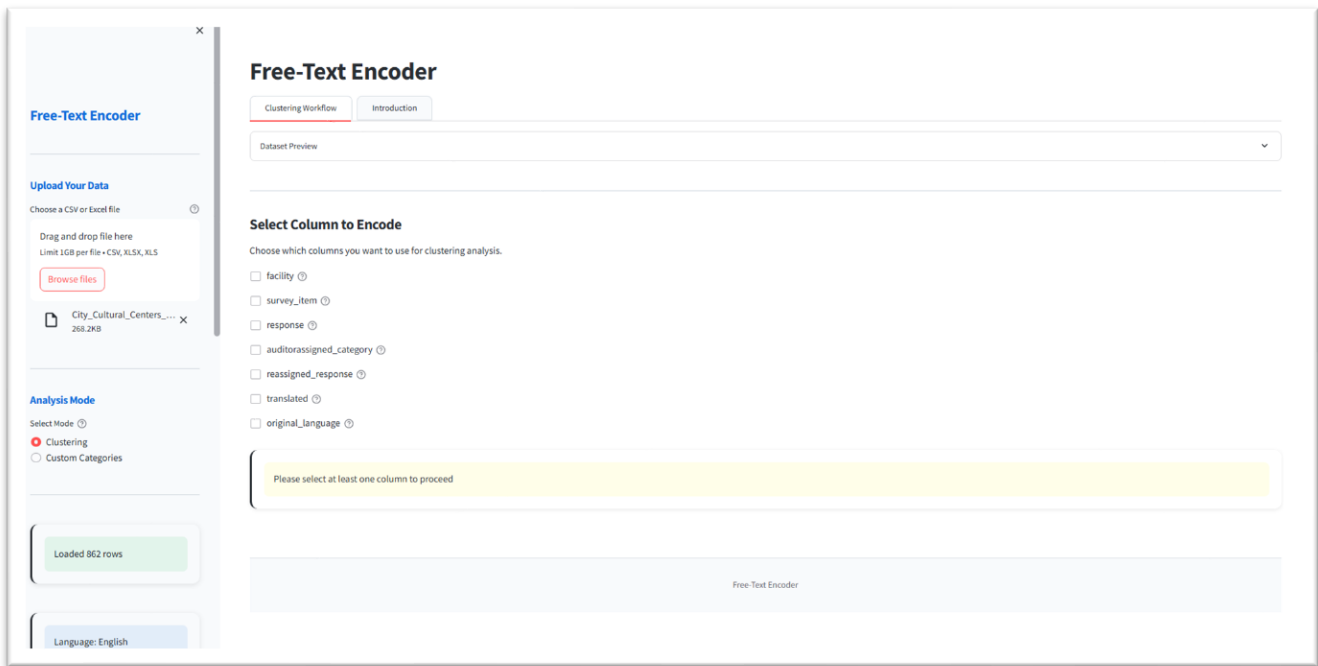 Free-Text Encoder
Upload Your Data
Choose a CSV or Excel file
Drag and drop file here
Limit 1GB per file • CSV, XLSX, XLS
Browse files
City_Cultural_Centers_...
268.2KB
Analysis Mode
Select Mode
Clustering
Custom Categories
Loaded 862 rows
Language: English
Free-Text Encoder
Clustering Workflow
Introduction
Dataset Preview
Select Column to Encode
Choose which columns you want to use for clustering analysis.
facility
survey_item
response
auditorassigned_category
reassigned_response
translated
original_language
Please select at least one column to proceed
Free-Text Encoder